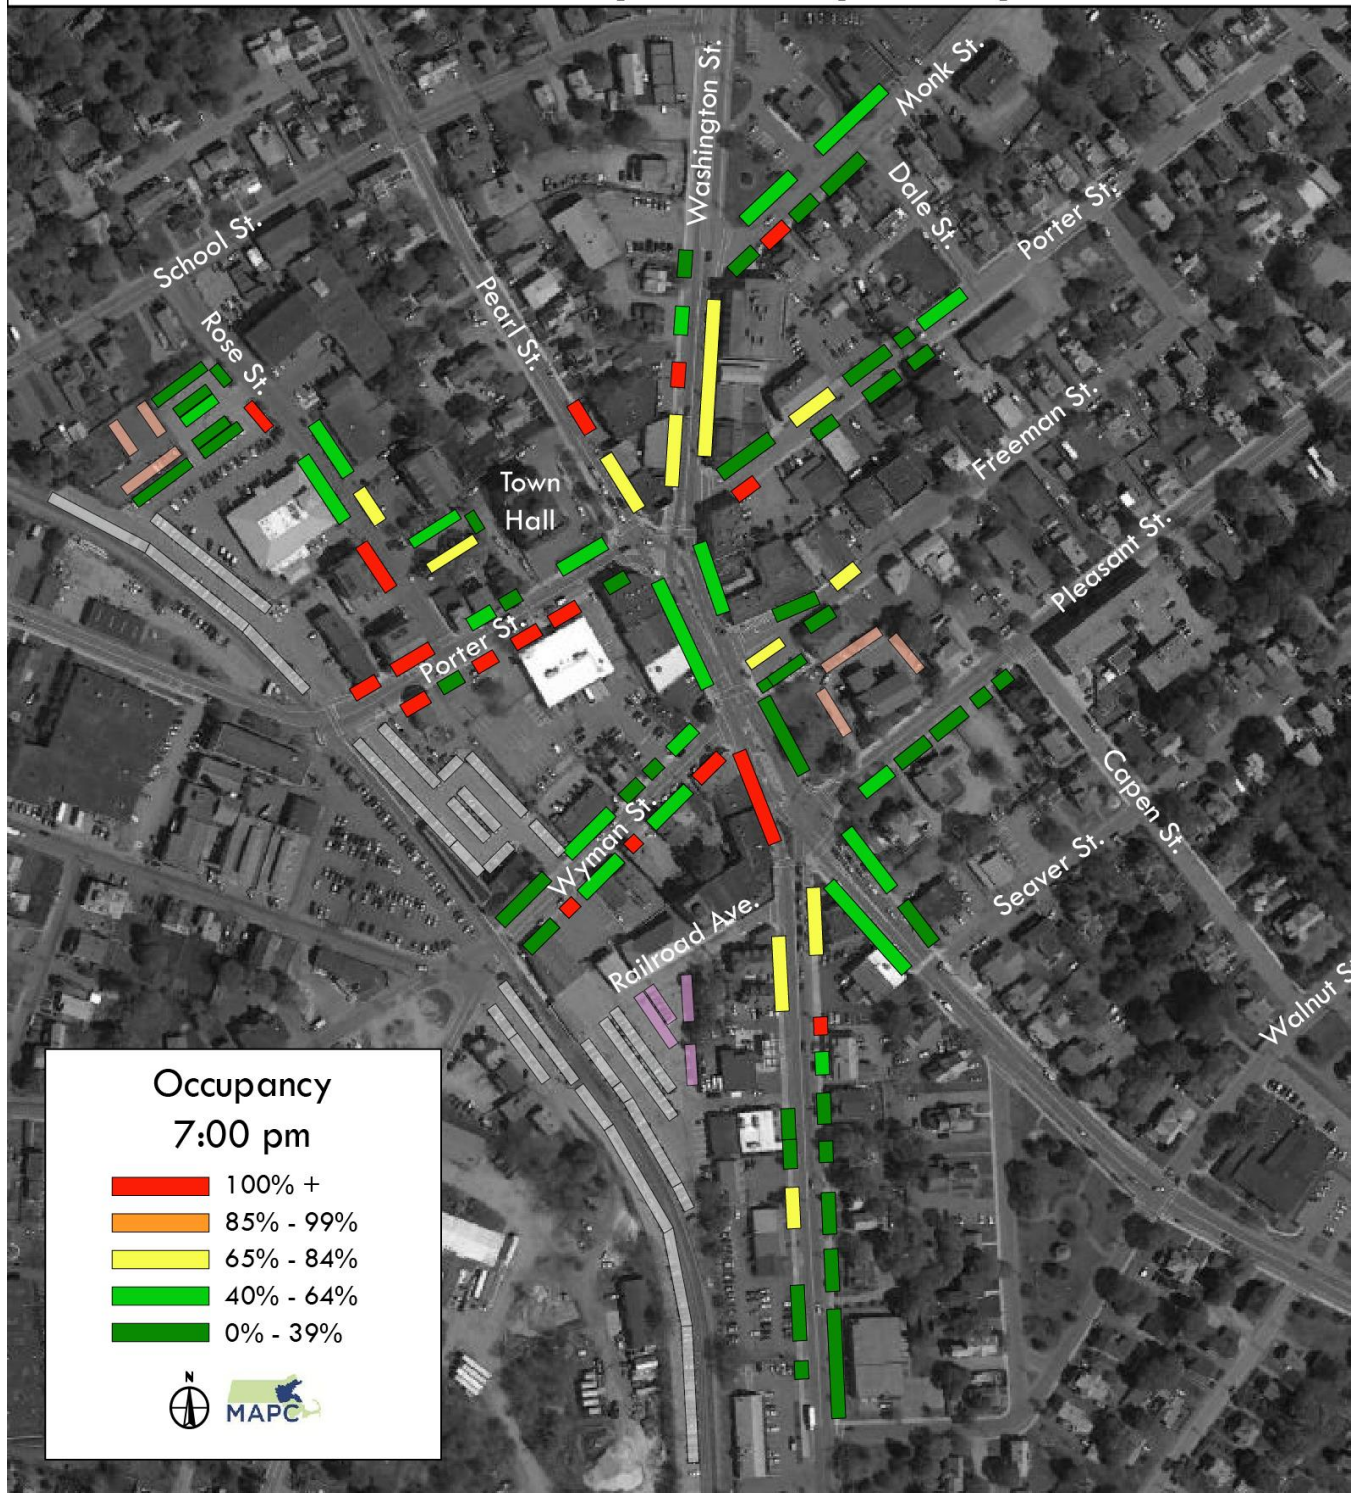 Washington St.
Monk St.
Dale St.
Porter St.
School St.
Pearl St.
Rose St.
Freeman St.
Town
Hall
Pleasant St.
Porter St.
Capen St.
Wyman St.
Seaver St.
Railroad Ave.
Walnut S
Occupancy
7:00 pm
100% +
85% - 99%
65% - 84%
40% - 64%
0% - 39%
N
MAPC